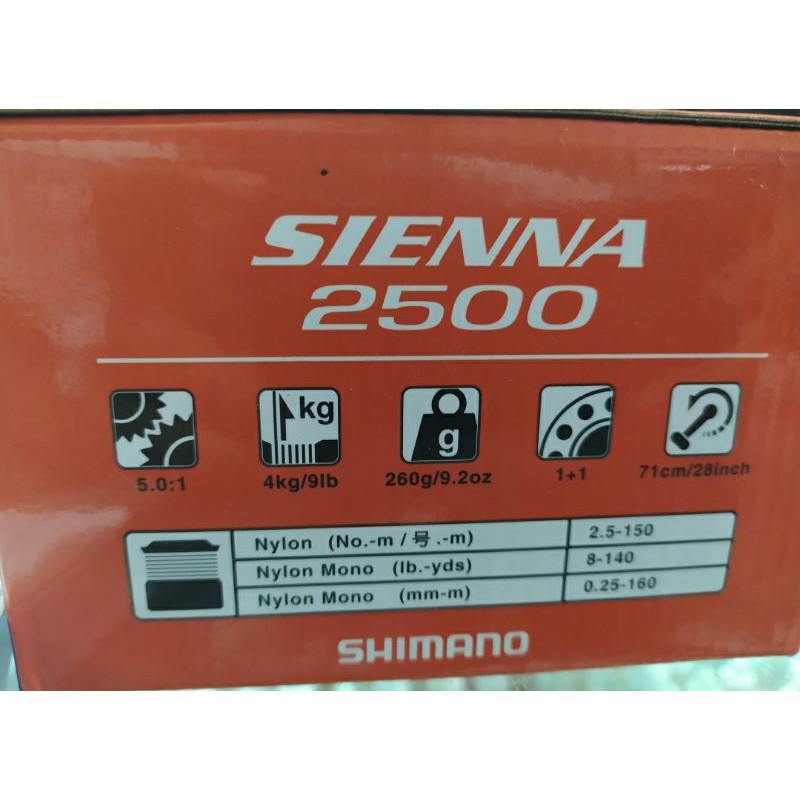 SIENNA
2500
kg
g
5.0:1 4kg/9lb 260g/9.2oz 1+1 71cm/28inch
Nylon (No.-m / 号.-m) 2.5-150
Nylon Mono (lb.-yds) 8-140
Nylon Mono (mm-m) 0.25-160
SHIMANO